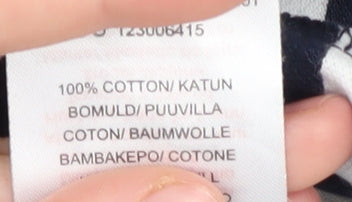 123006415
100% COTTON/ KATUN
BOMULD/ PUUVILLA
COTON/ BAUMWOLLE
BAMBAKEPO/ COTONE